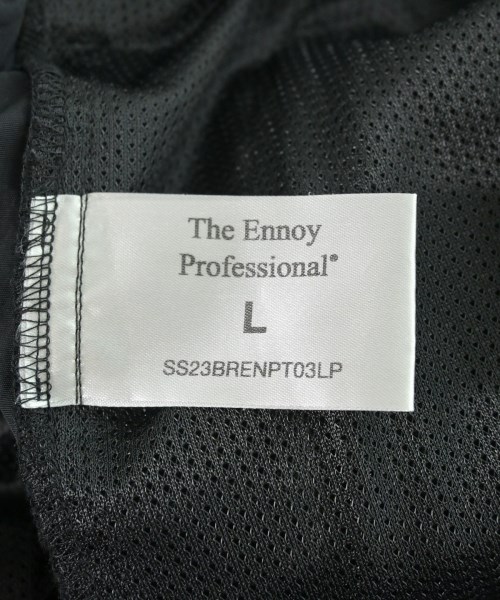 The Ennoy
Professional®
L
SS23BRENPT03LP